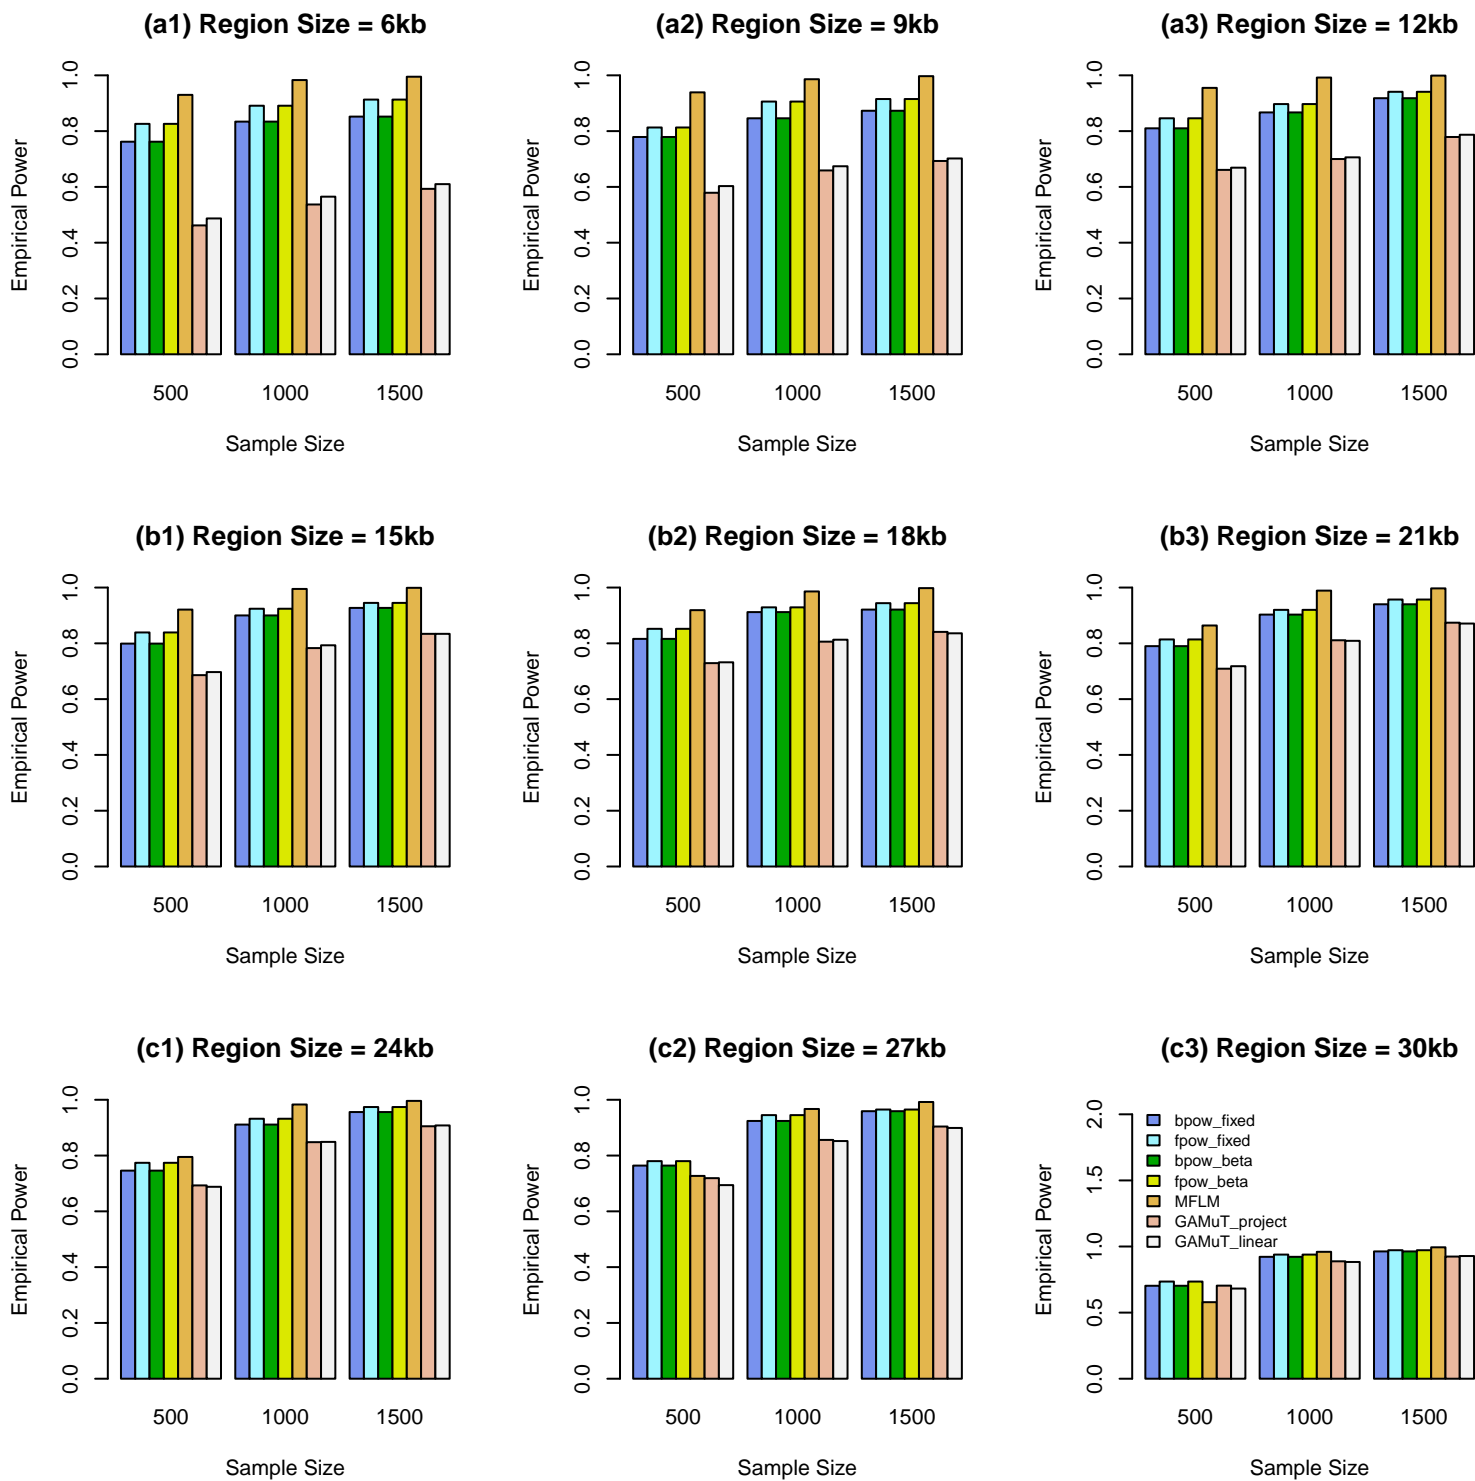 (a1) Region Size = 6kb
Empirical Power
0.0 0.2 0.4 0.6 0.8 1.0
500 1000 1500
Sample Size
(a2) Region Size = 9kb
Empirical Power
0.0 0.2 0.4 0.6 0.8 1.0
500 1000 1500
Sample Size
(a3) Region Size = 12kb
Empirical Power
0.0 0.2 0.4 0.6 0.8 1.0
500 1000 1500
Sample Size
(b1) Region Size = 15kb
Empirical Power
0.0 0.2 0.4 0.6 0.8 1.0
500 1000 1500
Sample Size
(b2) Region Size = 18kb
Empirical Power
0.0 0.2 0.4 0.6 0.8 1.0
500 1000 1500
Sample Size
(b3) Region Size = 21kb
Empirical Power
0.0 0.2 0.4 0.6 0.8 1.0
500 1000 1500
Sample Size
(c1) Region Size = 24kb
Empirical Power
0.0 0.2 0.4 0.6 0.8 1.0
500 1000 1500
Sample Size
(c2) Region Size = 27kb
Empirical Power
0.0 0.2 0.4 0.6 0.8 1.0
500 1000 1500
Sample Size
(c3) Region Size = 30kb
Empirical Power
0.0 0.5 1.0 1.5 2.0
bpow_fixed
fpow_fixed
bpow_beta
fpow_beta
MFLM
GAMuT_project
GAMuT_linear
500 1000 1500
Sample Size